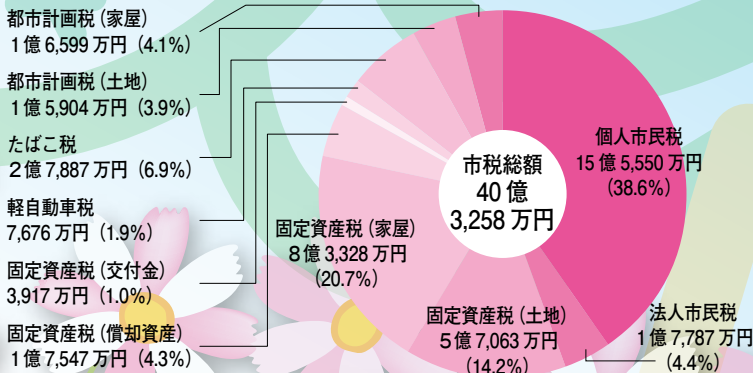 都市計画税（家屋）
1億 6,599 万円（4.1%）
都市計画税（土地）
1億 5,904 万円（3.9%）
たばこ税
2億 7,887 万円（6.9%）
軽自動車税
7,676 万円（1.9%）
固定資産税（交付金）
3,917 万円（1.0%）
固定資産税（償却資産）
1億 7,547 万円（4.3%）
固定資産税（家屋）
8億 3,328 万円
（20.7%）
市税総額
40 億
3,258 万円
個人市民税
15 億 5,550 万円
（38.6%）
固定資産税（土地）
5億 7,063 万円
（14.2%）
法人市民税
1億 7,787 万円
（4.4%）